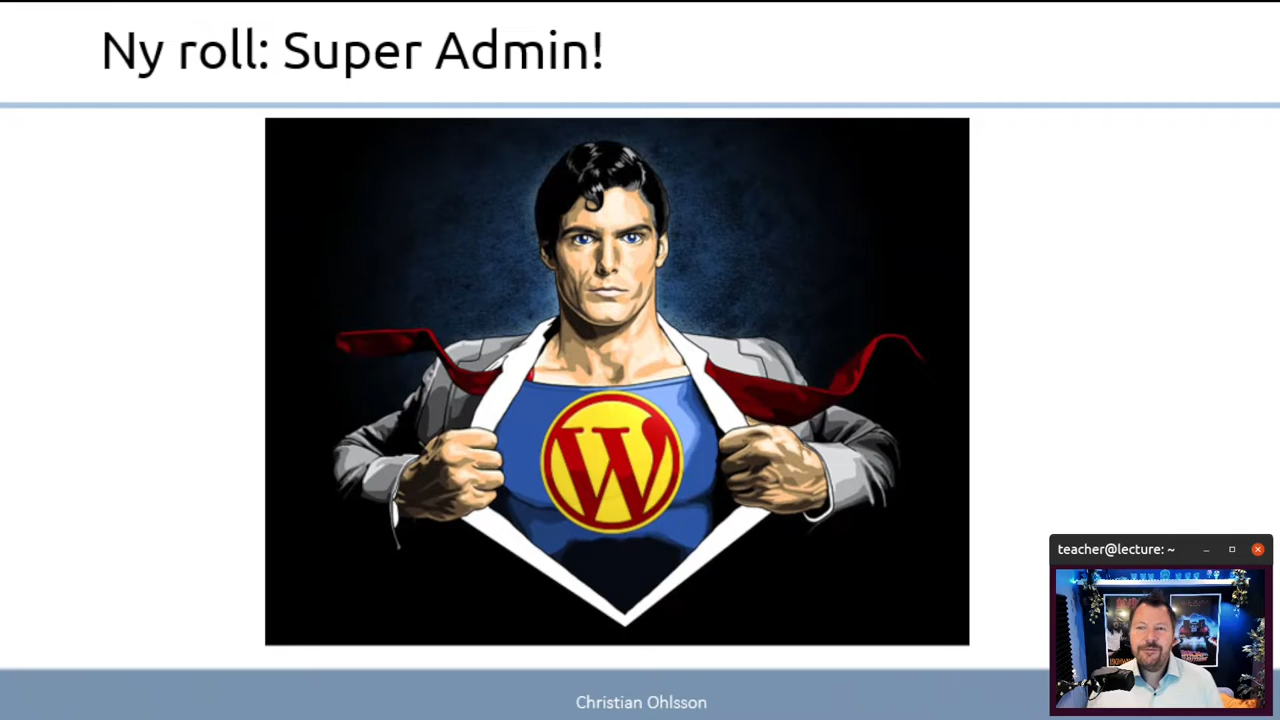 Ny roll: Super Admin!
W
teacher@lecture: ~
Christian Ohlsson